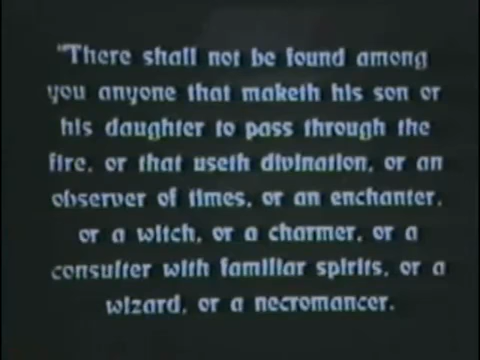 "There shall not be found among
you anyone that maketh his son or
his daughter to pass through the
fire, or that useth divination, or an
observer of times, or an enchanter,
or a witch, or a charmer, or a
consulter with familiar spirits, or a
wizard, or a necromancer.